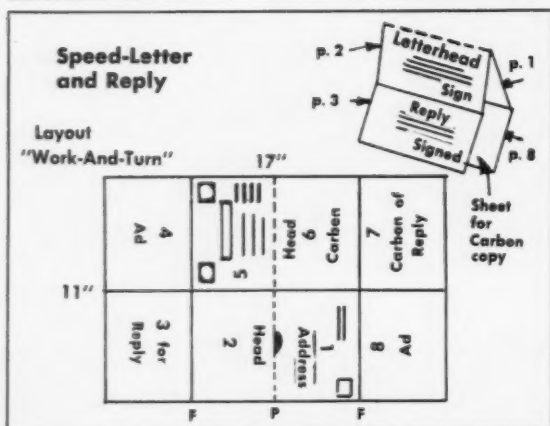 Speed-Letter
and Reply
Layout
"Work-And-Turn"
p. 2
Letterhead
p. 1
Sign
p. 3
Reply
Signed
p. 8
Sheet
for
Carbon
copy
17"
11"
4
Ad
5
Head
6
Carbon
7
Carbon of
Reply
3 for
Reply
2
Head
1
Address
8
Ad
F
P
F